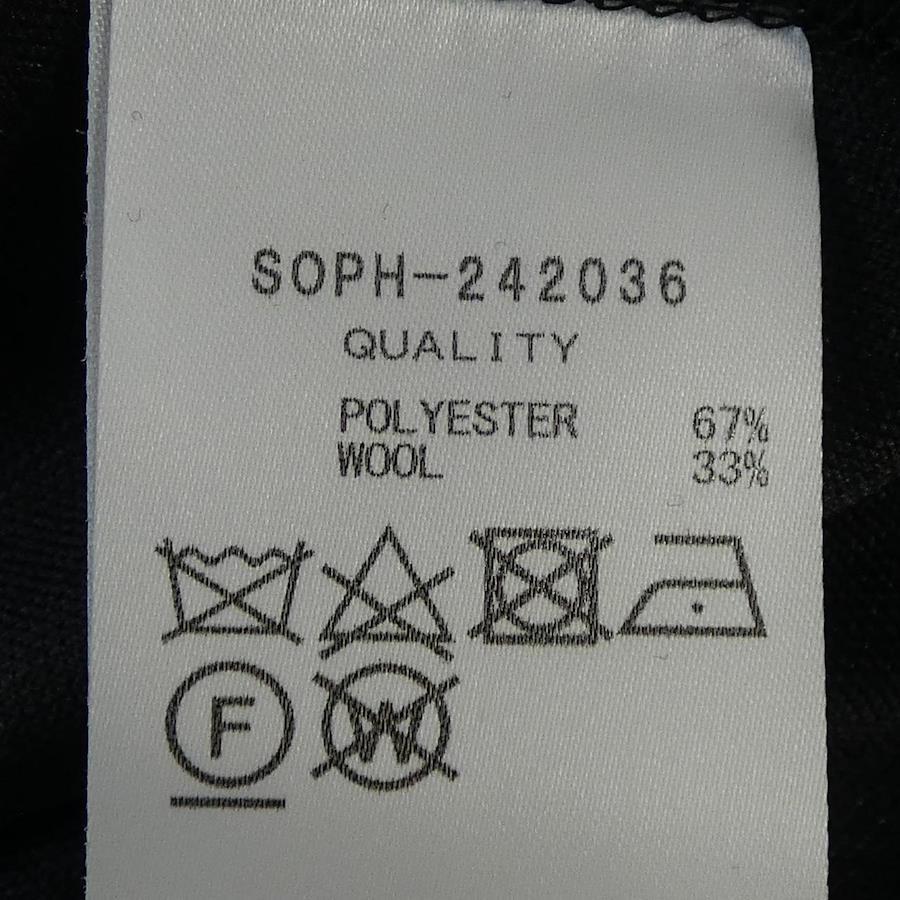 SOPH-242036
QUALITY
POLYESTER 67%
WOOL 33%
F W